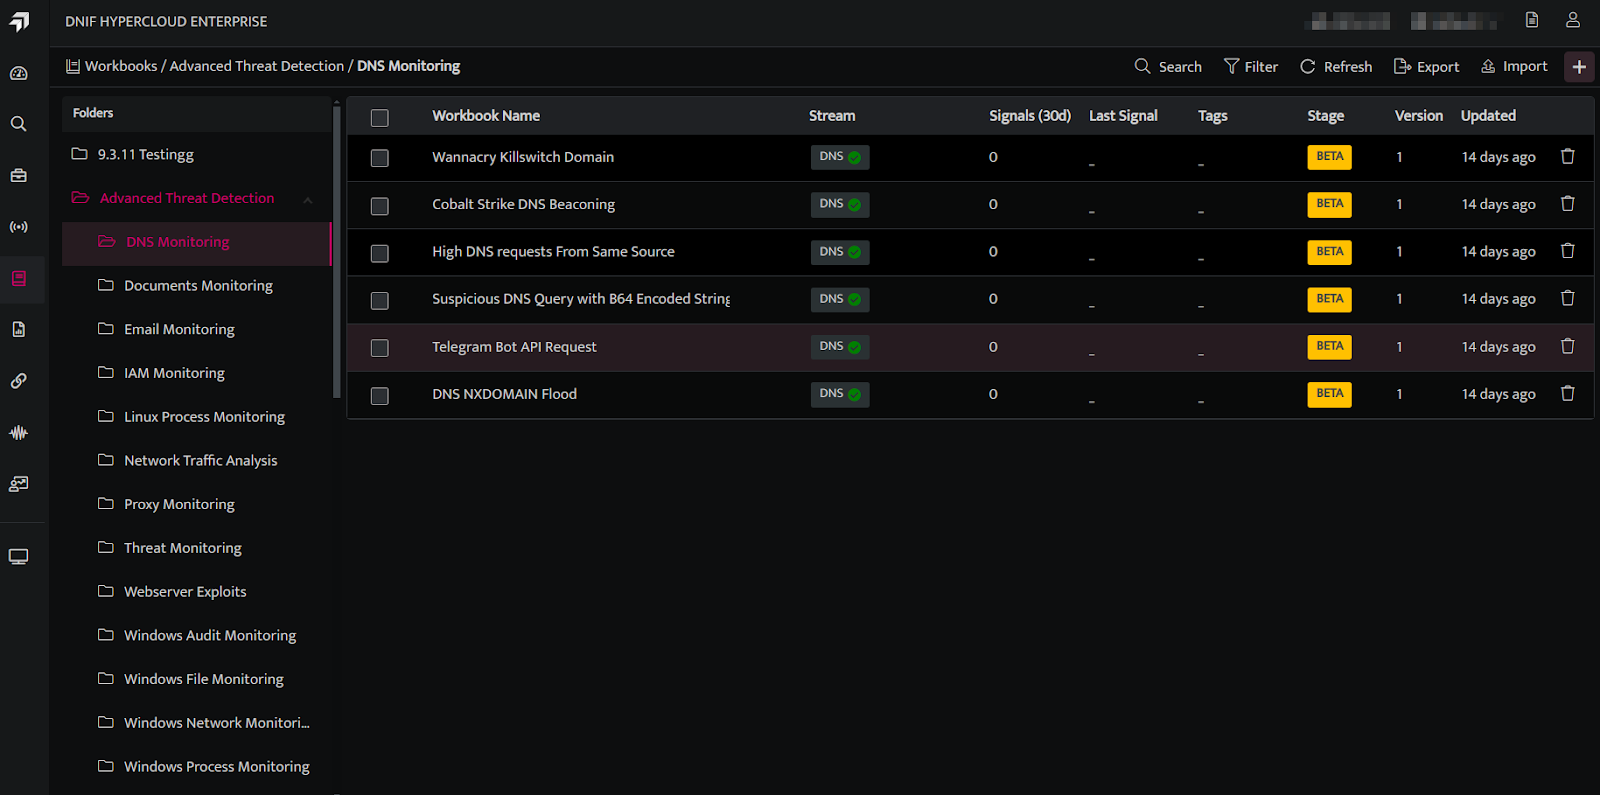 DNIF HYPERCLOUD ENTERPRISE
Workbooks / Advanced Threat Detection / DNS Monitoring
Search Filter Refresh Export Import +
Folders
9.3.11 Testingg
Advanced Threat Detection
DNS Monitoring
Documents Monitoring
Email Monitoring
IAM Monitoring
Linux Process Monitoring
Network Traffic Analysis
Proxy Monitoring
Threat Monitoring
Webserver Exploits
Windows Audit Monitoring
Windows File Monitoring
Windows Network Monitori...
Windows Process Monitoring
Workbook Name Stream Signals (30d) Last Signal Tags Stage Version Updated
Wannacry Killswitch Domain DNS 0 _ _ BETA 1 14 days ago
Cobalt Strike DNS Beaconing DNS 0 _ _ BETA 1 14 days ago
High DNS requests From Same Source DNS 0 _ _ BETA 1 14 days ago
Suspicious DNS Query with B64 Encoded String DNS 0 _ _ BETA 1 14 days ago
Telegram Bot API Request DNS 0 _ _ BETA 1 14 days ago
DNS NXDOMAIN Flood DNS 0 _ _ BETA 1 14 days ago